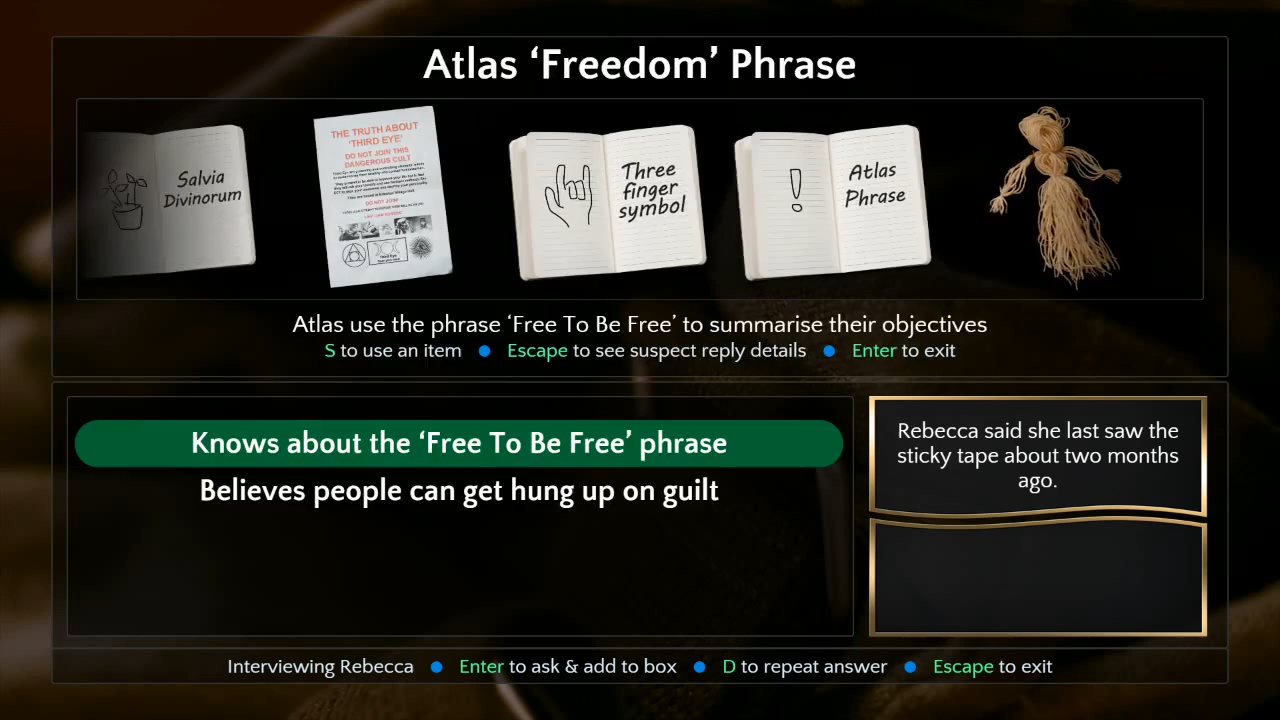 Atlas ‘Freedom’ Phrase
Salvia
Divinorum
THE TRUTH ABOUT
‘THIRD EYE’
DO NOT JOIN THIS
DANGEROUS CULT
DO NOT JOIN!
Three
finger
symbol
!
Atlas
Phrase
Atlas use the phrase ‘Free To Be Free’ to summarise their objectives
S to use an item ● Escape to see suspect reply details ● Enter to exit
Knows about the ‘Free To Be Free’ phrase
Believes people can get hung up on guilt
Rebecca said she last saw the
sticky tape about two months
ago.
Interviewing Rebecca ● Enter to ask & add to box ● D to repeat answer ● Escape to exit